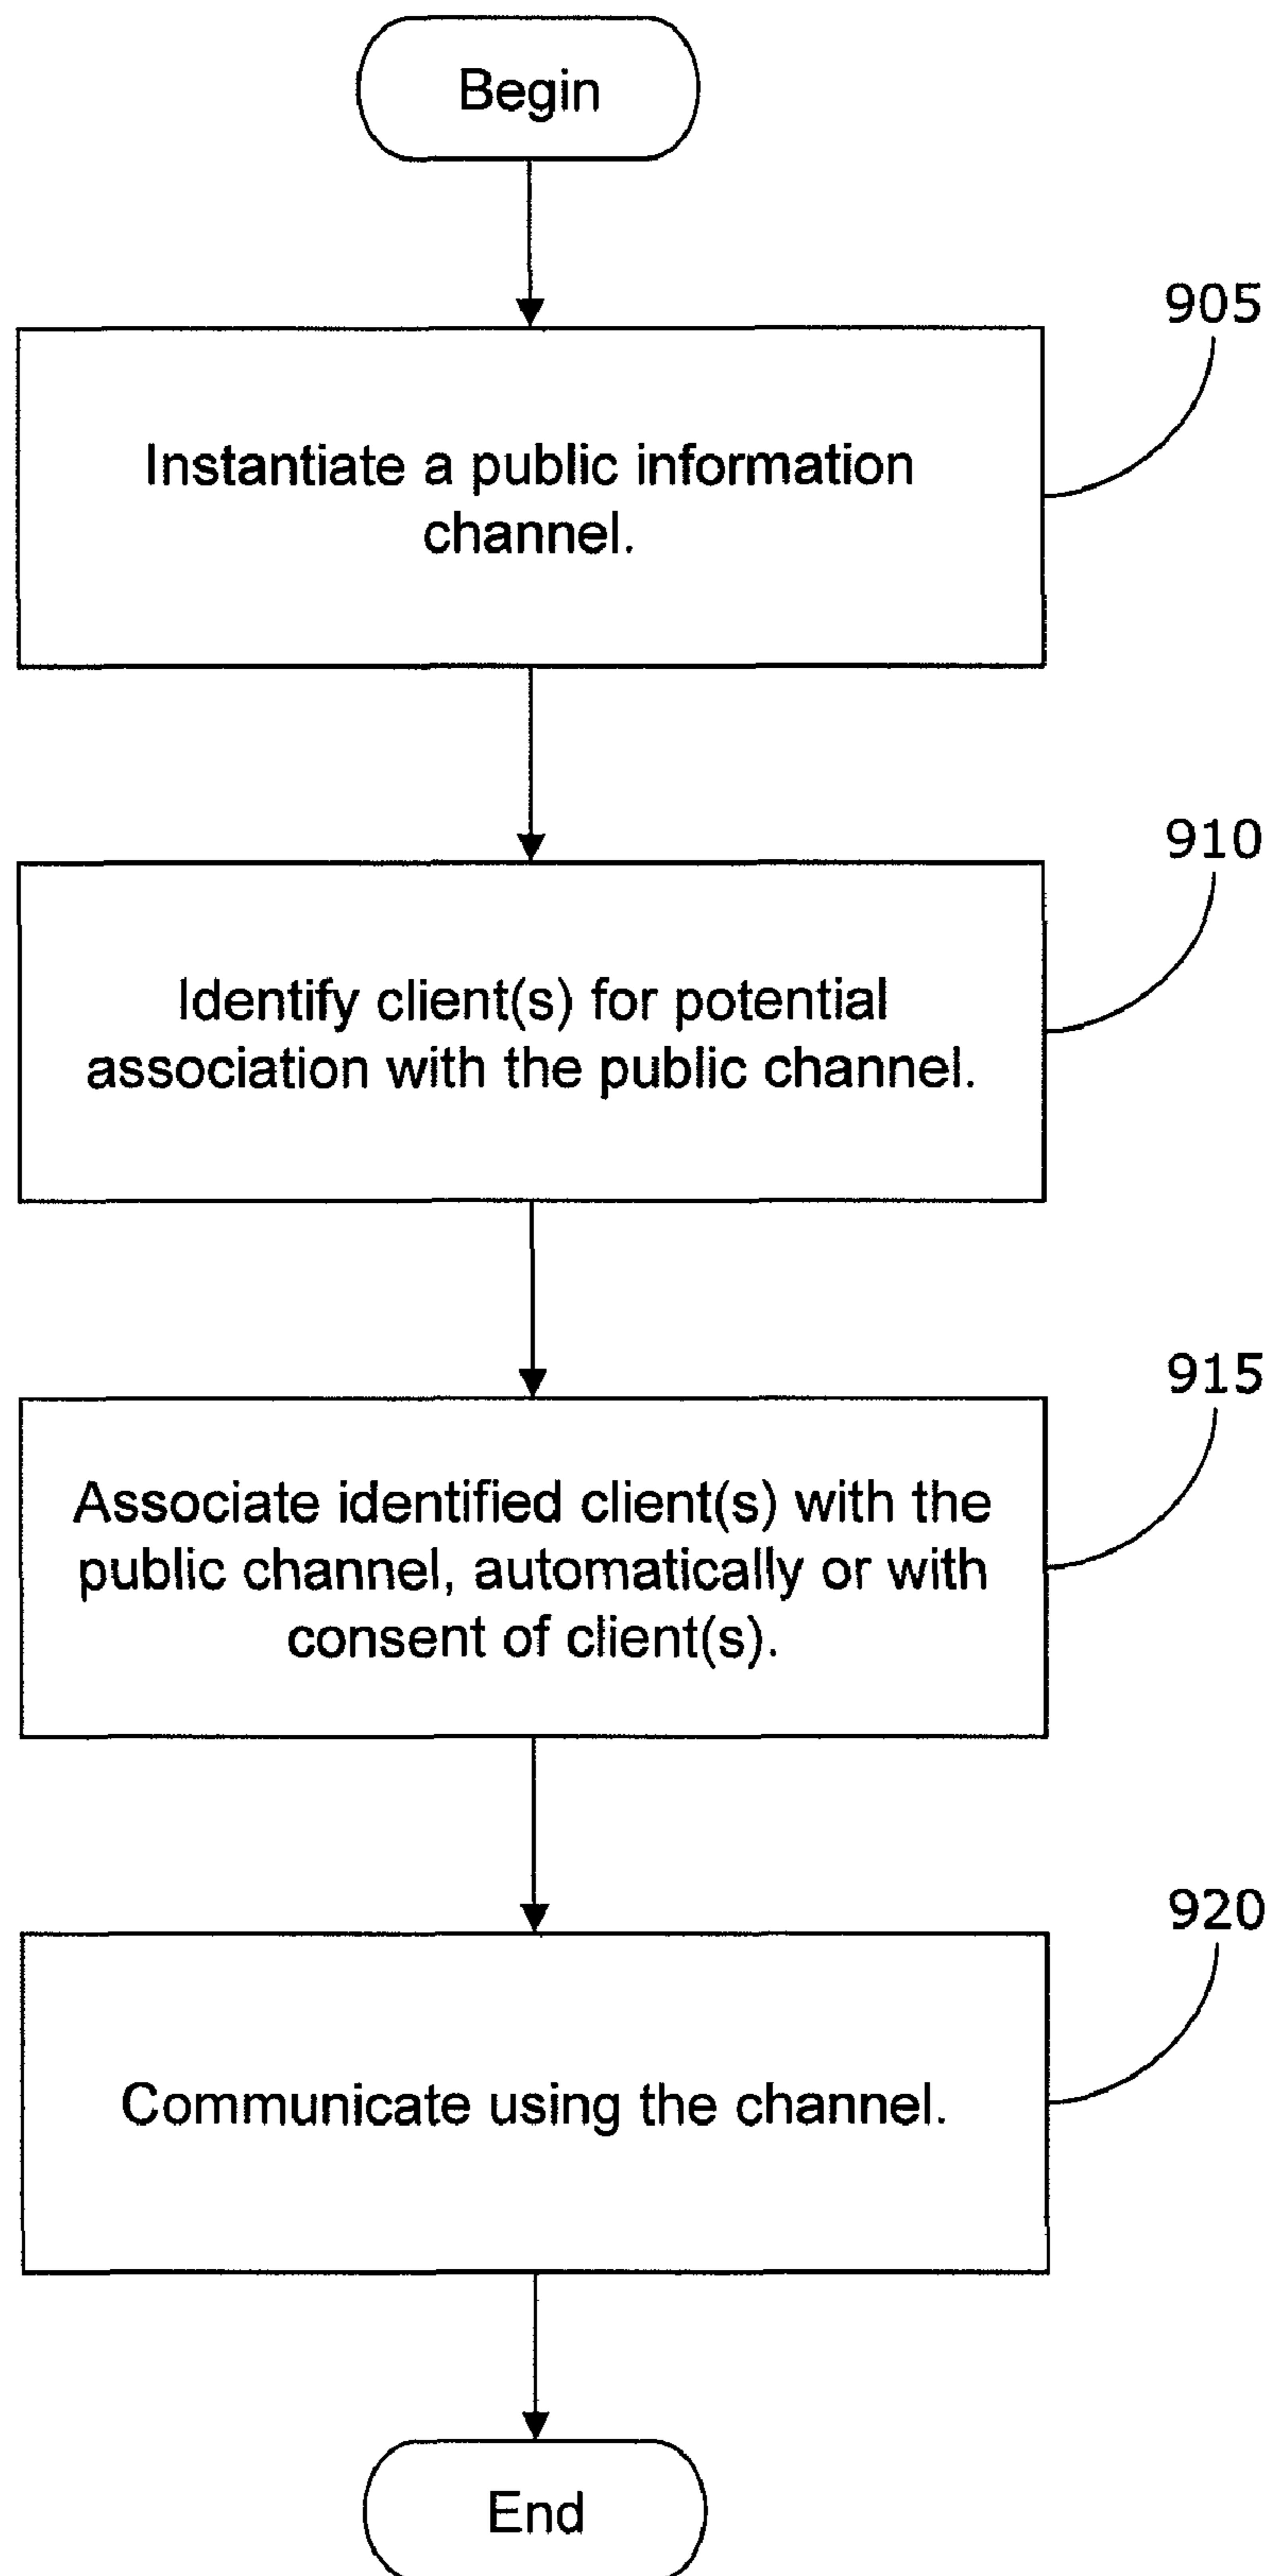 Begin
905
Instantiate a public information
channel.
910
Identify client(s) for potential
association with the public channel.
915
Associate identified client(s) with the
public channel, automatically or with
consent of client(s).
920
Communicate using the channel.
End